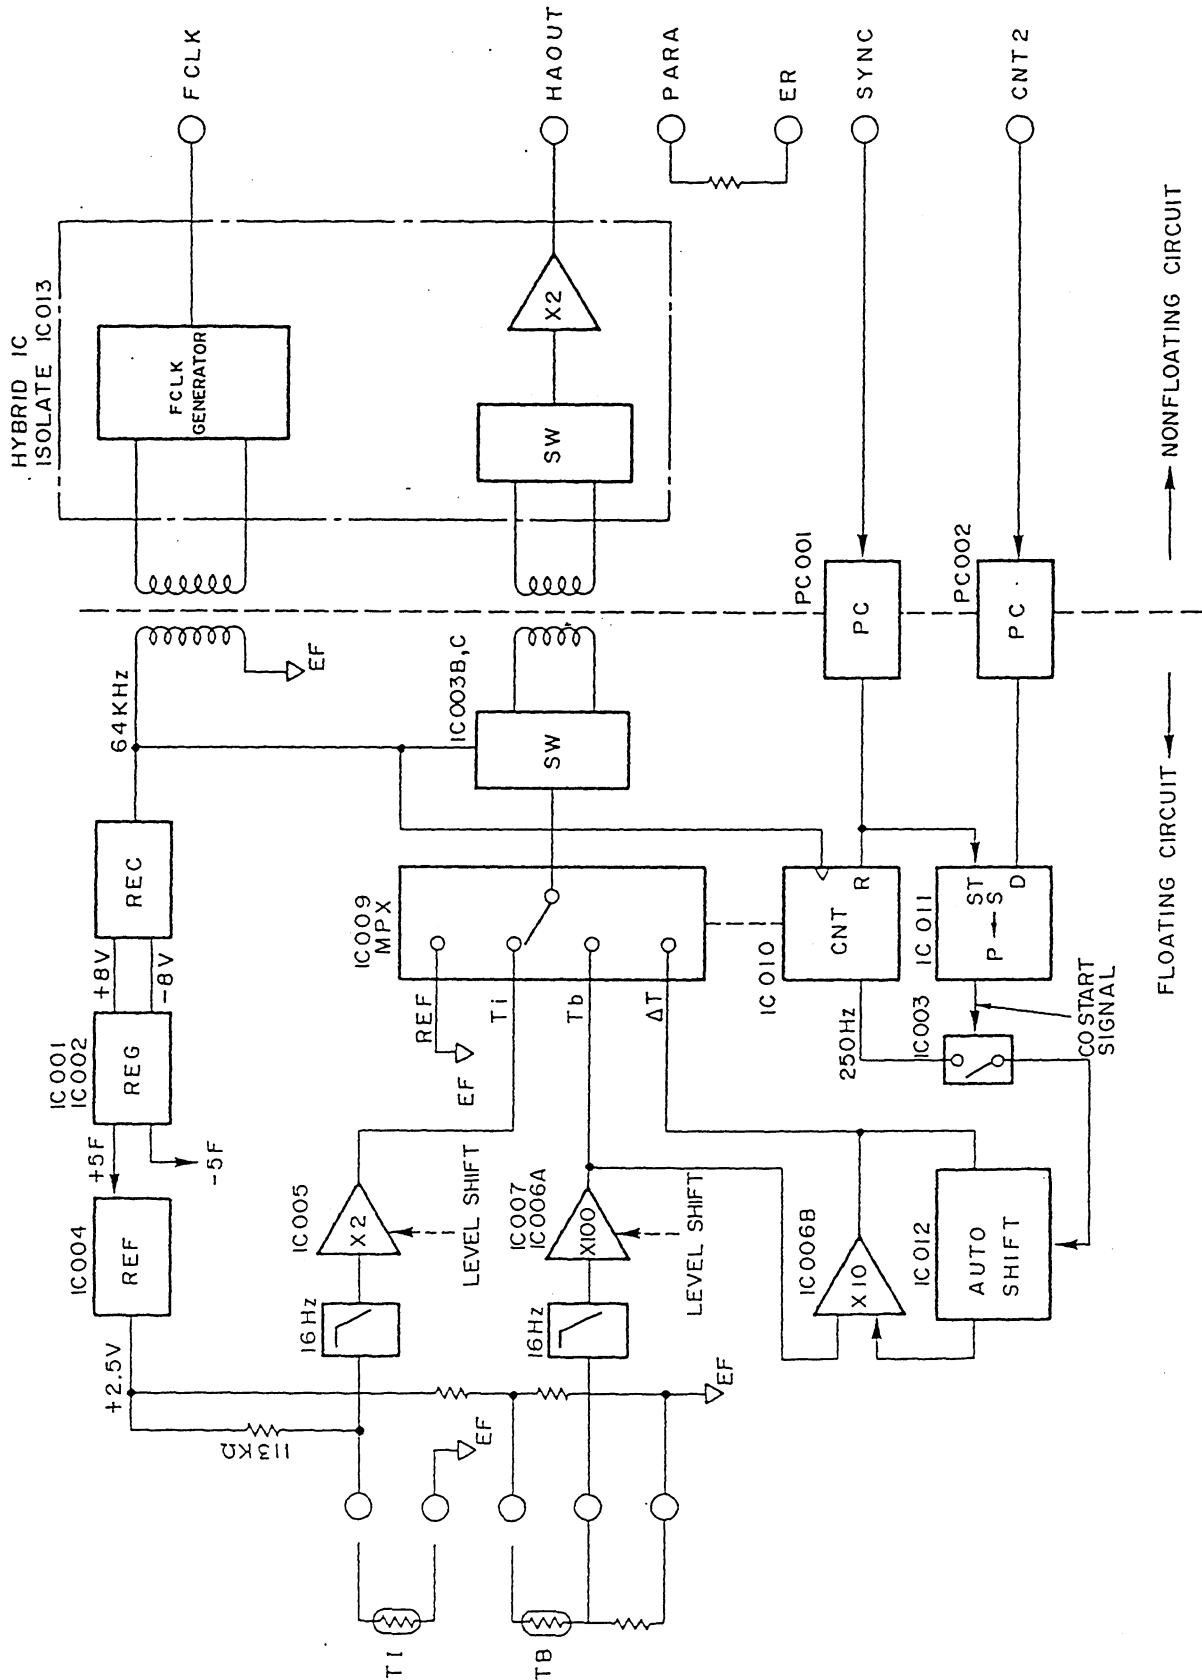 HYBRID IC
ISOLATE IC013
FCLK
GENERATOR
FCLK
SW
X2
HAOUT
PARA
ER
SYNC
CNT2
PC001
PC
PC002
PC
NONFLOATING CIRCUIT
FLOATING CIRCUIT
64KHz
EF
IC003B,C
SW
REC
+8V
-8V
IC001
IC002
REG
+5F
-5F
IC004
REF
+2.5V
113KΩ
IC009
MPX
REF
EF
Ti
Tb
ΔT
IC010
CNT
R
250Hz
IC011
ST
P→S
D
IC003
CO START
SIGNAL
IC005
X2
LEVEL SHIFT
16Hz
IC007
IC006A
X100
LEVEL SHIFT
16Hz
IC006B
X10
IC012
AUTO
SHIFT
EF
EF
TI
TB